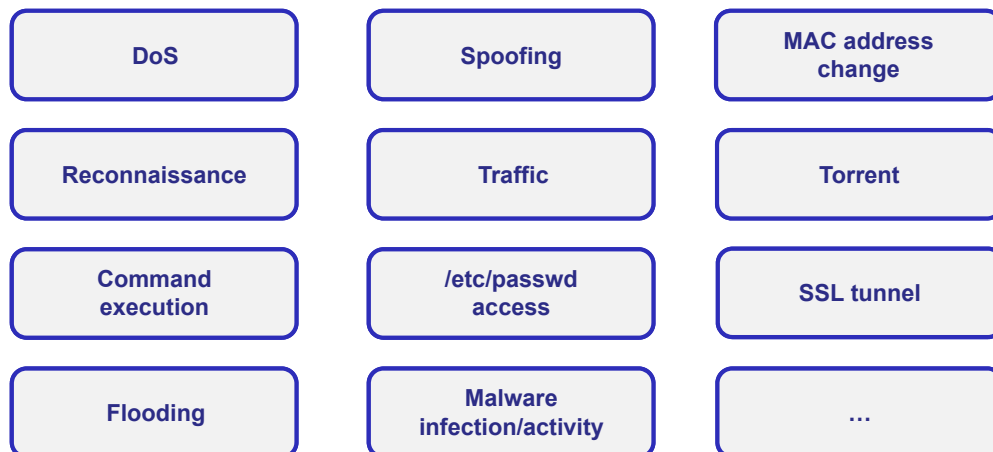 DoS
Spoofing
MAC address
change
Reconnaissance
Traffic
Torrent
Command
execution
/etc/passwd
access
SSL tunnel
Flooding
Malware
infection/activity
…